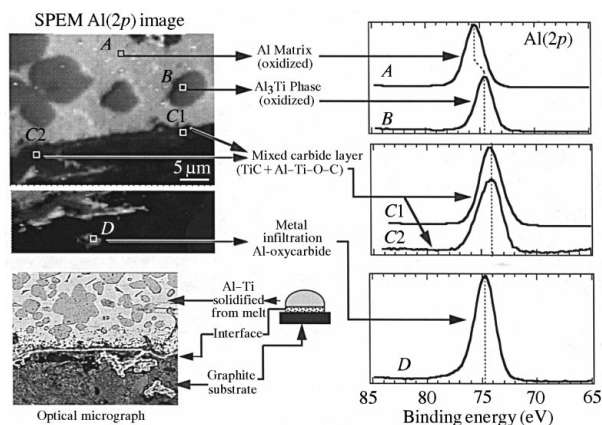 SPEM Al(2p) image
A
B
C1
C2
5 μm
D
Al Matrix
(oxidized)
Al₃Ti Phase
(oxidized)
Mixed carbide layer
(TiC + Al–Ti–O–C)
Metal
infiltration
Al-oxycarbide
Al–Ti
solidified
from melt
Interface
Graphite
substrate
Optical micrograph
Al(2p)
A
B
C1
C2
D
85 80 75 70 65
Binding energy (eV)